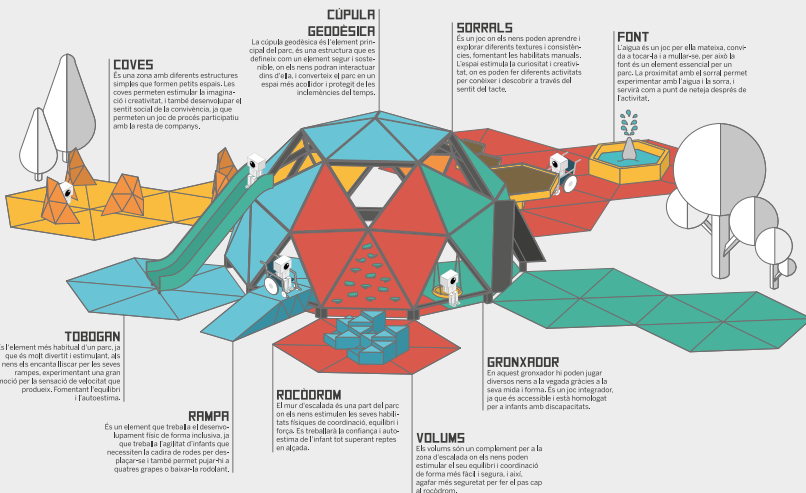 CÚPULA
GEODÈSICA
La cúpula geodèsica és l'element prin-
cipal del parc, és una estructura que es
defineix com un element segur i soste-
nible, on els nens podran interactuar
dins d'ella, i converteix el parc en un
espai més acollidor i protegit de les
inclemències del temps.
SORRALS
És un joc on els nens poden aprendre i
explorar diferents textures i consistèn-
cies, fomentant les habilitats manuals.
L'espai estimula la curiositat i creativi-
tat, on es poden fer diferents activitats
per conèixer i descobrir a través del
sentit del tacte.
FONT
L'aigua és un joc per ella mateixa, convi-
da a tocar-la i a mullar-se, per això la
font és un element essencial per un
parc. La proximitat amb el sorral permet
experimentar amb l'aigua i la sorra, i
servirà com a punt de neteja després de
l'activitat.
COVES
És una zona amb diferents estructures
simples que formen petits espais. Les
coves permeten estimular la imagina-
ció i creativitat, i també desenvolupar el
sentit social de la convivència, ja que
permeten un joc de procés participatiu
amb la resta de companys.
TOBOGAN
És l'element més habitual d'un parc, ja
que és molt divertit i estimulant, als
nens els encanta lliscar per les seves
rampes, experimentant una gran
emoció per la sensació de velocitat que
produeix. Fomentant l'equilibri
i l'autoestima.
RAMPA
És un element que treballa el desenvo-
lupament físic de forma inclusiva, ja
que treballa l'agilitat d'infants que
necessiten la cadira de rodes per des-
plaçar-se i també permet pujar-hi a
quatres grapes o baixar-la rodolant.
ROCÒDROM
El mur d'escalada és una part del parc
on els nens estimulen les seves habili-
tats físiques de coordinació, equilibri i
força. Es treballarà la confiança i auto-
estima de l'infant tot superant reptes
en alçada.
VOLUMS
Els volums són un complement per a la
zona d'escalada on els nens poden
estimular el seu equilibri i coordinació
de forma més fàcil i segura, i així,
agafar més seguretat per fer el pas cap
al rocòdrom.
GRONXADOR
En aquest gronxador hi poden jugar
diversos nens a la vegada gràcies a la
seva mida i forma. És un joc integrador,
ja que és accessible i està homologat
per a infants amb discapacitats.